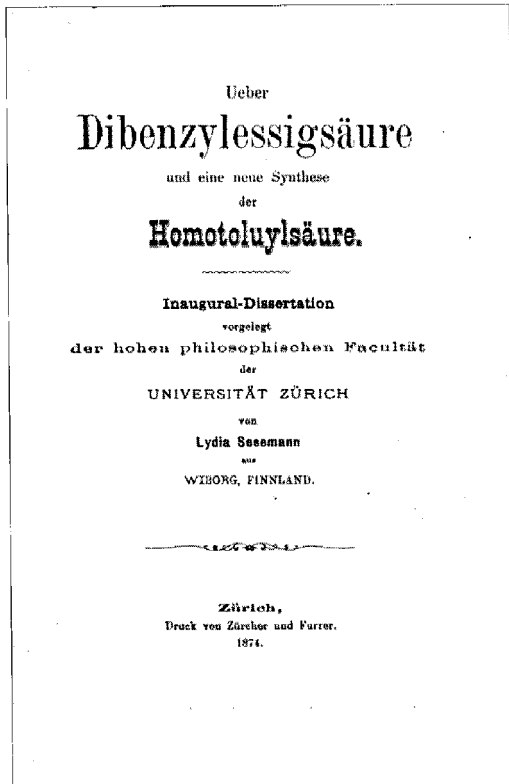 Ueber
Dibenzylessigsäure
und eine neue Synthese
der
Homotoluylsäure.
Inaugural-Dissertation
vorgelegt
der hohen philosophischen Facultät
der
UNIVERSITÄT ZÜRICH
von
Lydia Sesemann
aus
WIBORG, FINNLAND.
Zürich,
Druck von Zürcher und Furrer.
1874.